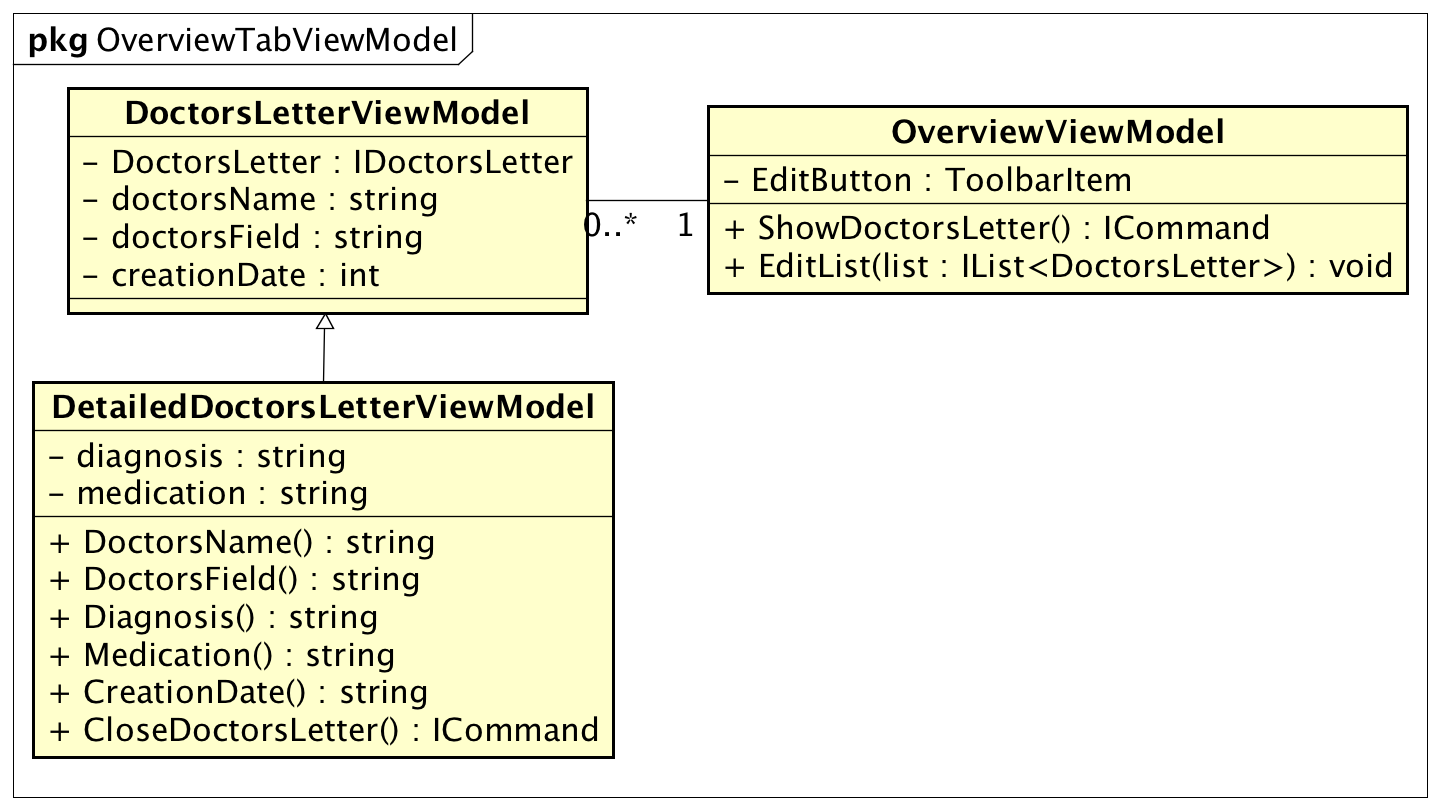 pkg OverviewTabViewModel
DoctorsLetterViewModel
- DoctorsLetter : IDoctorsLetter
- doctorsName : string
- doctorsField : string
- creationDate : int
0..* 1
OverviewViewModel
- EditButton : ToolbarItem
+ ShowDoctorsLetter() : ICommand
+ EditList(list : IList<DoctorsLetter>) : void
DetailedDoctorsLetterViewModel
- diagnosis : string
- medication : string
+ DoctorsName() : string
+ DoctorsField() : string
+ Diagnosis() : string
+ Medication() : string
+ CreationDate() : string
+ CloseDoctorsLetter() : ICommand